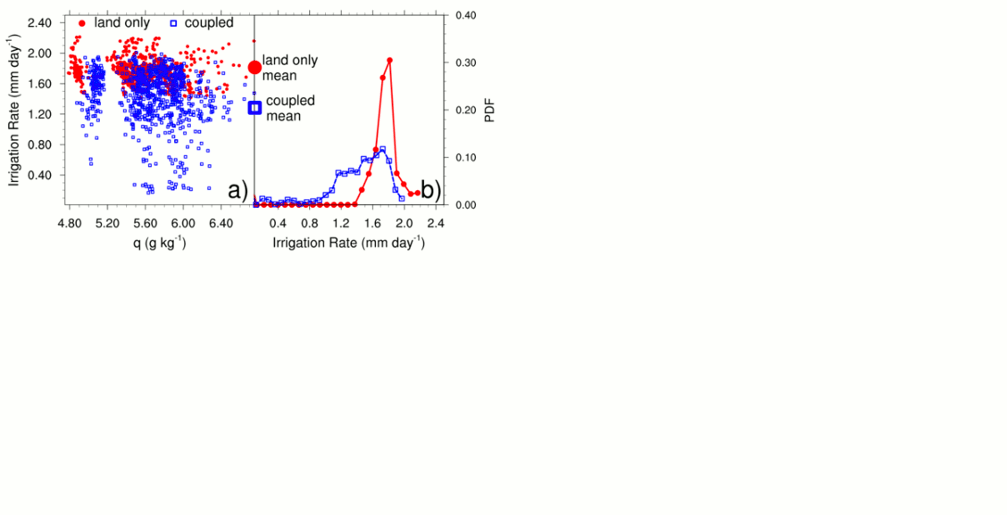 2.40
2.00
1.60
1.20
0.80
0.40
Irrigation Rate (mm day⁻¹)
land only
coupled
a)
4.80 5.20 5.60 6.00 6.40
q (g kg⁻¹)
land only
mean
coupled
mean
b)
0.4 0.8 1.2 1.6 2.0 2.4
Irrigation Rate (mm day⁻¹)
0.40
0.30
0.20
0.10
0.00
PDF